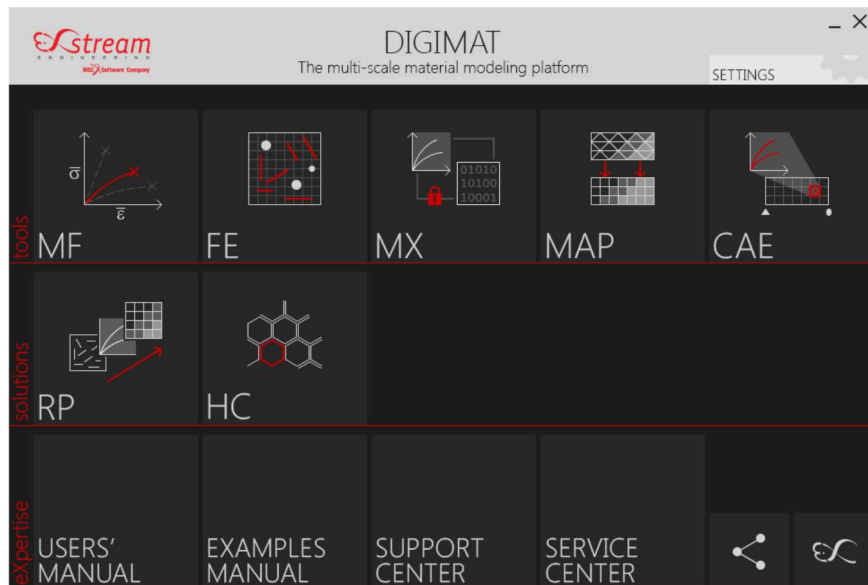 eXstream
ENGINEERING
MSC Software Company
DIGIMAT
The multi-scale material modeling platform
SETTINGS
tools
σ
ε
MF
FE
01010
10100
10001
MX
MAP
CAE
solutions
RP
HC
eXpertise
USERS'
MANUAL
EXAMPLES
MANUAL
SUPPORT
CENTER
SERVICE
CENTER
eX